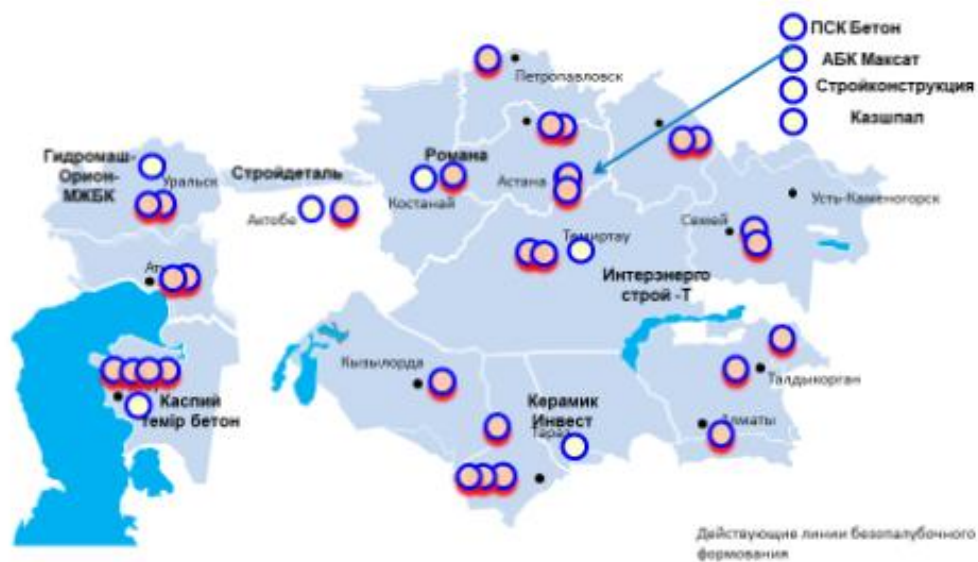 ПСК Бетон
АБК Максат
Стройконструкция
Казшпал
Петропавловск
Гидромаш-
Орион-
МЖБК
Уральск
Стройдеталь
Актобе
Романа
Костанай
Астана
Усть-Каменогорск
Семей
Темиртау
Интерэнерго
строй -Т
Кызылорда
Талдыкорган
Каспий
темір бетон
Керамик
Инвест
Тараз
Алматы
Действующие линии безопалубочного
формования